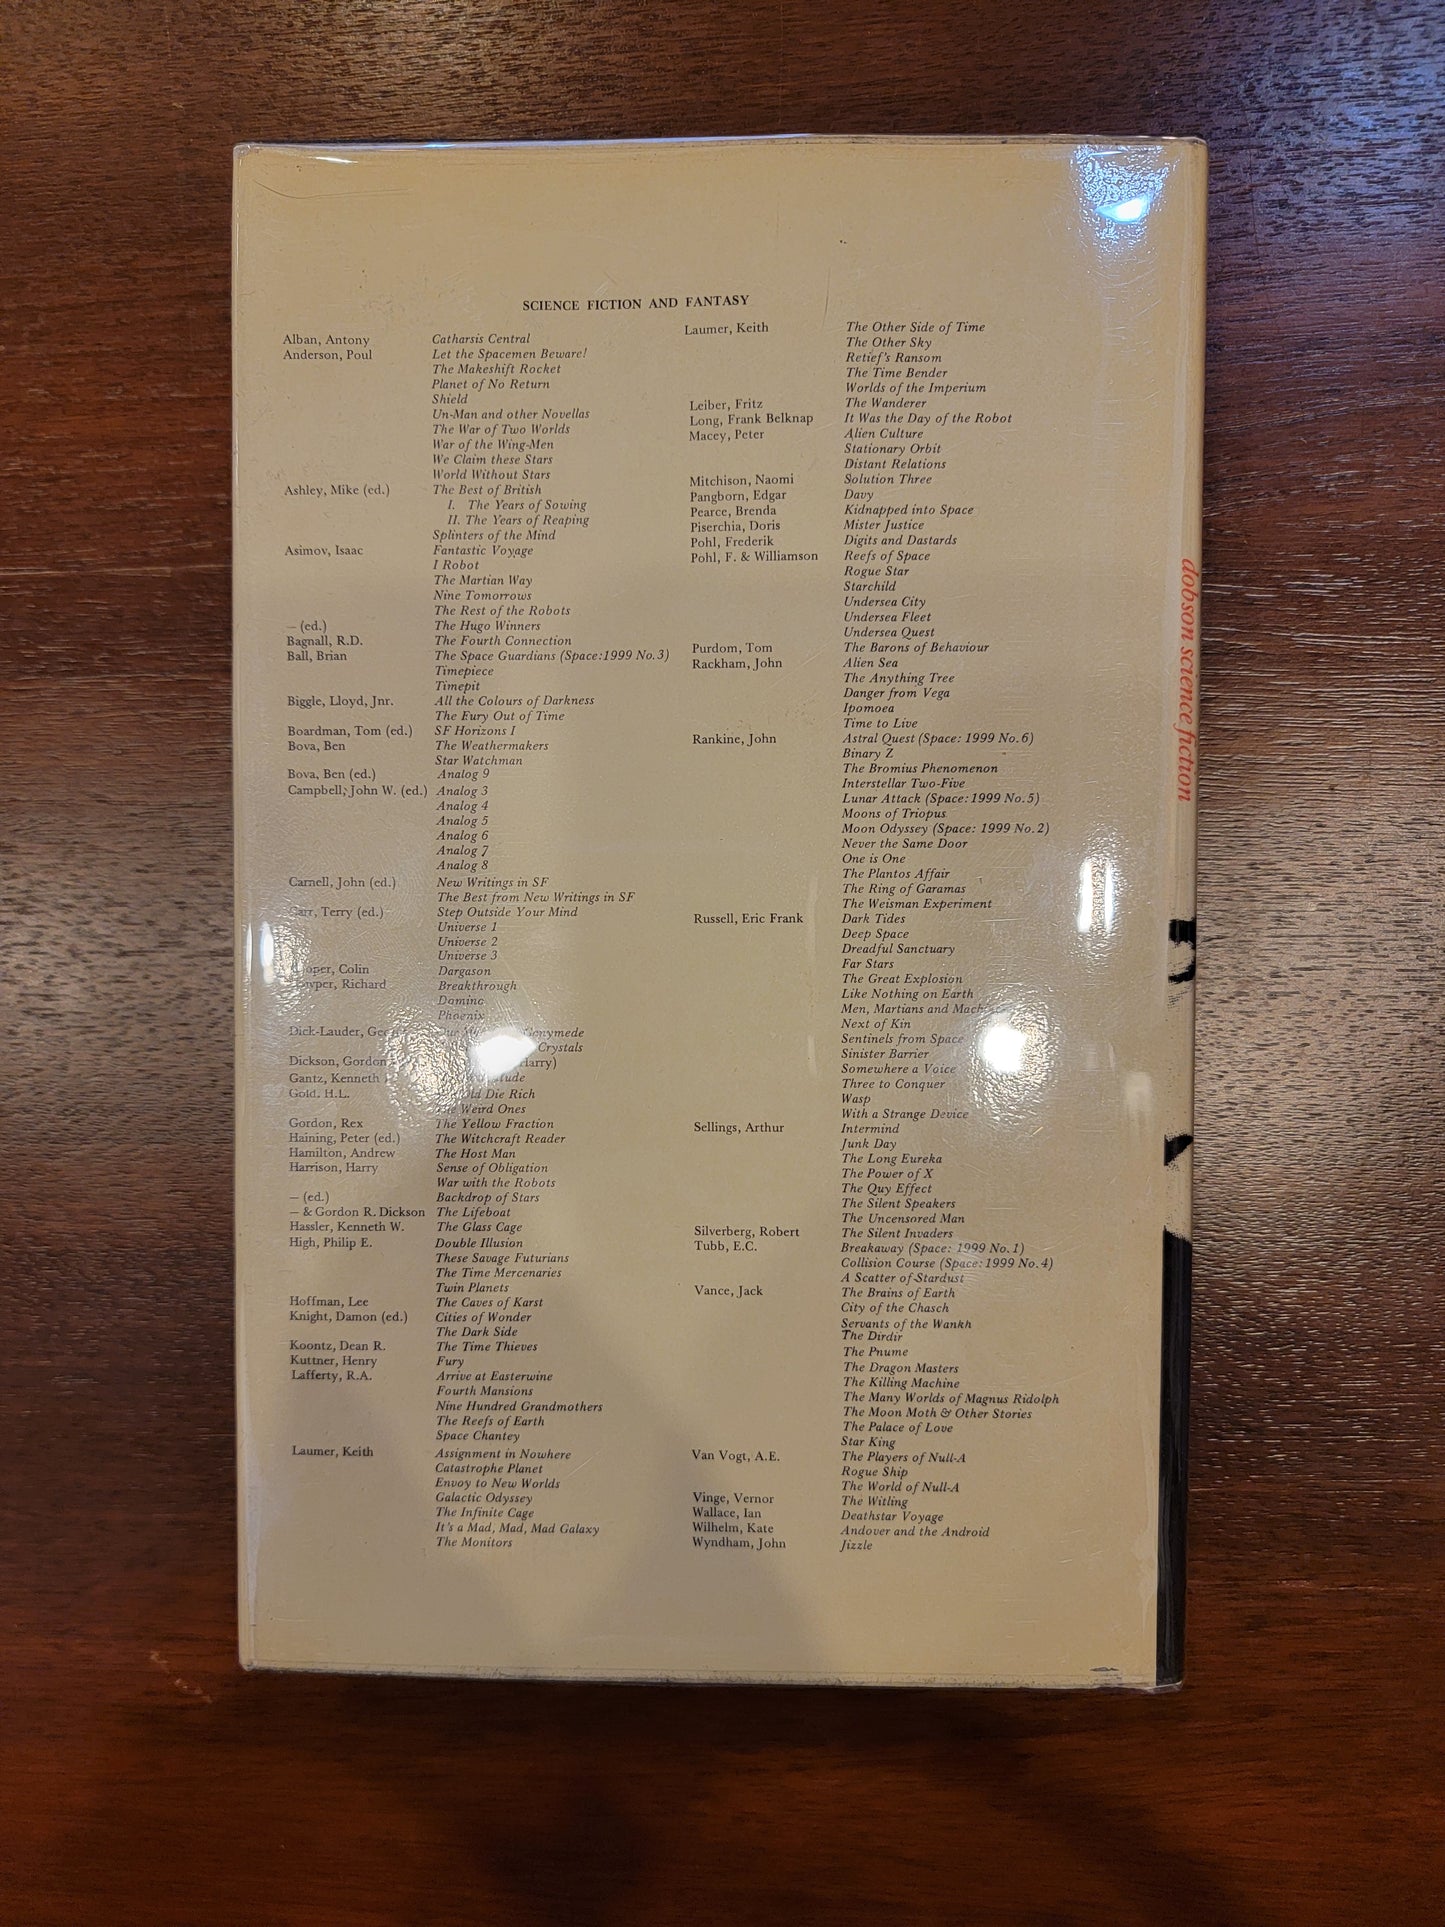 SCIENCE FICTION AND FANTASY
Alban, Antony Catharsis Central
Anderson, Poul Let the Spacemen Beware!
The Makeshift Rocket
Planet of No Return
Shield
Un-Man and other Novellas
The War of Two Worlds
War of the Wing-Men
We Claim these Stars
World Without Stars
Ashley, Mike (ed.) The Best of British
I. The Years of Sowing
II. The Years of Reaping
Splinters of the Mind
Asimov, Isaac Fantastic Voyage
I Robot
The Martian Way
Nine Tomorrows
The Rest of the Robots
— (ed.) The Hugo Winners
Bagnall, R.D. The Fourth Connection
Ball, Brian The Space Guardians (Space:1999 No.3)
Timepiece
Timepit
Biggle, Lloyd, Jnr. All the Colours of Darkness
The Fury Out of Time
Boardman, Tom (ed.) SF Horizons I
Bova, Ben The Weathermakers
Star Watchman
Bova, Ben (ed.) Analog 9
Campbell, John W. (ed.) Analog 3
Analog 4
Analog 5
Analog 6
Analog 7
Analog 8
Carnell, John (ed.) New Writings in SF
The Best from New Writings in SF
Carr, Terry (ed.) Step Outside Your Mind
Universe 1
Universe 2
Universe 3
Colin Dargason
Richard Breakthrough
Domino
Phoenix
Dick-Lauder, Ganymede
Crystals
Dickson, Gordon Harry)
Gantz, Kenneth
Gold, H.L. Old Die Rich
The Weird Ones
Gordon, Rex The Yellow Fraction
Haining, Peter (ed.) The Witchcraft Reader
Hamilton, Andrew The Host Man
Harrison, Harry Sense of Obligation
War with the Robots
— (ed.) Backdrop of Stars
— & Gordon R. Dickson The Lifeboat
Hassler, Kenneth W. The Glass Cage
High, Philip E. Double Illusion
These Savage Futurians
The Time Mercenaries
Twin Planets
Hoffman, Lee The Caves of Karst
Knight, Damon (ed.) Cities of Wonder
The Dark Side
Koontz, Dean R. The Time Thieves
Kuttner, Henry Fury
Lafferty, R.A. Arrive at Easterwine
Fourth Mansions
Nine Hundred Grandmothers
The Reefs of Earth
Space Chantey
Laumer, Keith Assignment in Nowhere
Catastrophe Planet
Envoy to New Worlds
Galactic Odyssey
The Infinite Cage
It's a Mad, Mad, Mad Galaxy
The Monitors
Laumer, Keith The Other Side of Time
The Other Sky
Retief's Ransom
The Time Bender
Worlds of the Imperium
Leiber, Fritz The Wanderer
Long, Frank Belknap It Was the Day of the Robot
Macey, Peter Alien Culture
Stationary Orbit
Distant Relations
Mitchison, Naomi Solution Three
Pangborn, Edgar Davy
Pearce, Brenda Kidnapped into Space
Piserchia, Doris Mister Justice
Pohl, Frederik Digits and Dastards
Pohl, F. & Williamson Reefs of Space
Rogue Star
Starchild
Undersea City
Undersea Fleet
Undersea Quest
Purdom, Tom The Barons of Behaviour
Rackham, John Alien Sea
The Anything Tree
Danger from Vega
Ipomoea
Time to Live
Rankine, John Astral Quest (Space: 1999 No.6)
Binary Z
The Bromius Phenomenon
Interstellar Two-Five
Lunar Attack (Space: 1999 No.5)
Moons of Triopus
Moon Odyssey (Space: 1999 No.2)
Never the Same Door
One is One
The Plantos Affair
The Ring of Garamas
The Weisman Experiment
Russell, Eric Frank Dark Tides
Deep Space
Dreadful Sanctuary
Far Stars
The Great Explosion
Like Nothing on Earth
Men, Martians and Machines
Next of Kin
Sentinels from Space
Sinister Barrier
Somewhere a Voice
Three to Conquer
Wasp
With a Strange Device
Sellings, Arthur Intermind
Junk Day
The Long Eureka
The Power of X
The Quy Effect
The Silent Speakers
The Uncensored Man
Silverberg, Robert The Silent Invaders
Tubb, E.C. Breakaway (Space: 1999 No.1)
Collision Course (Space: 1999 No.4)
A Scatter of Stardust
Vance, Jack The Brains of Earth
City of the Chasch
Servants of the Wankh
The Dirdir
The Pnume
The Dragon Masters
The Killing Machine
The Many Worlds of Magnus Ridolph
The Moon Moth & Other Stories
The Palace of Love
Star King
Van Vogt, A.E. The Players of Null-A
Rogue Ship
The World of Null-A
Vinge, Vernor The Witling
Wallace, Ian Deathstar Voyage
Wilhelm, Kate Andover and the Android
Wyndham, John Jizzle
dobson science fiction